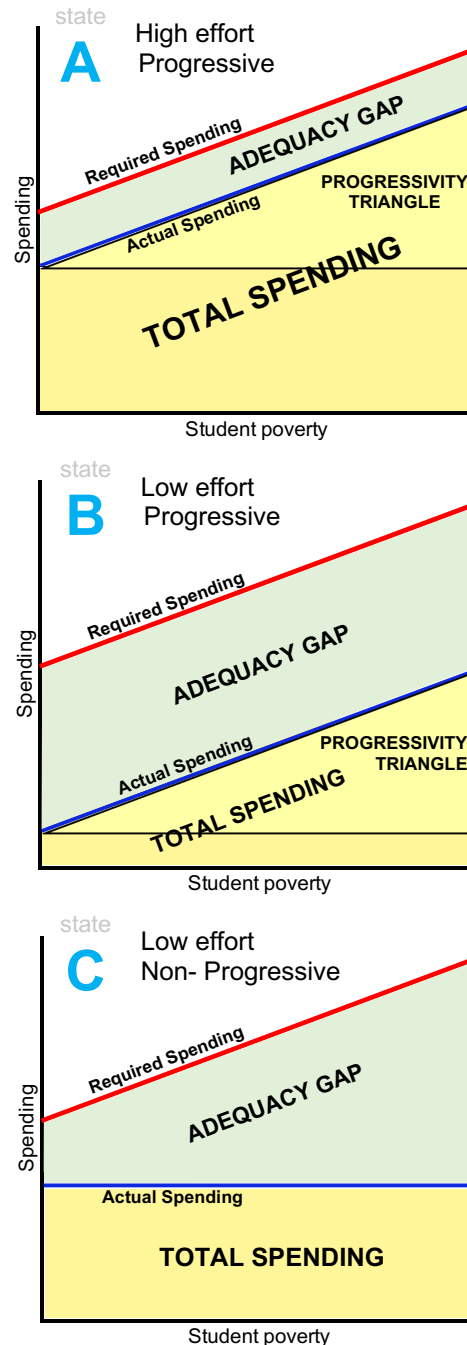 state
A
High effort
Progressive
Required Spending
ADEQUACY GAP
Actual Spending
PROGRESSIVITY
TRIANGLE
TOTAL SPENDING
Spending
Student poverty
state
B
Low effort
Progressive
Required Spending
ADEQUACY GAP
Actual Spending
PROGRESSIVITY
TRIANGLE
TOTAL SPENDING
Spending
Student poverty
state
C
Low effort
Non- Progressive
Required Spending
ADEQUACY GAP
Actual Spending
TOTAL SPENDING
Spending
Student poverty